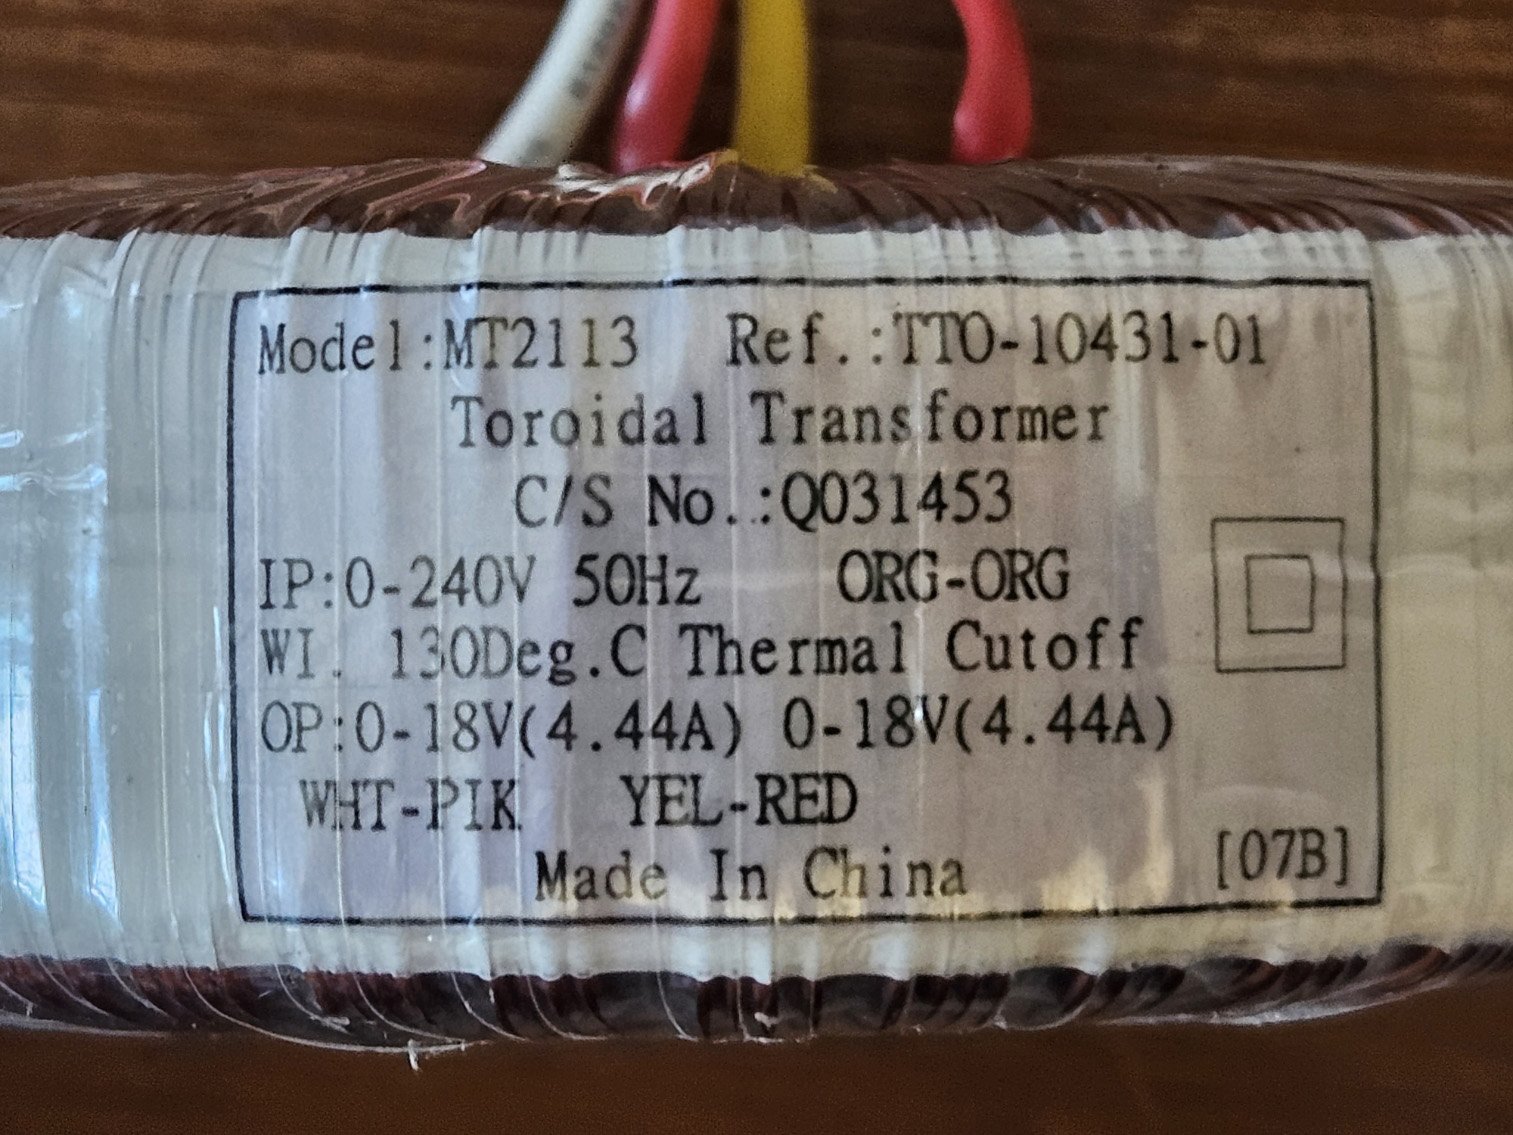 Model:MT2113 Ref.:TTO-10431-01
Toroidal Transformer
C/S No.:Q031453
IP:0-240V 50Hz ORG-ORG
WI. 130Deg.C Thermal Cutoff
OP:0-18V(4.44A) 0-18V(4.44A)
WHT-PIK YEL-RED
Made In China [07B]